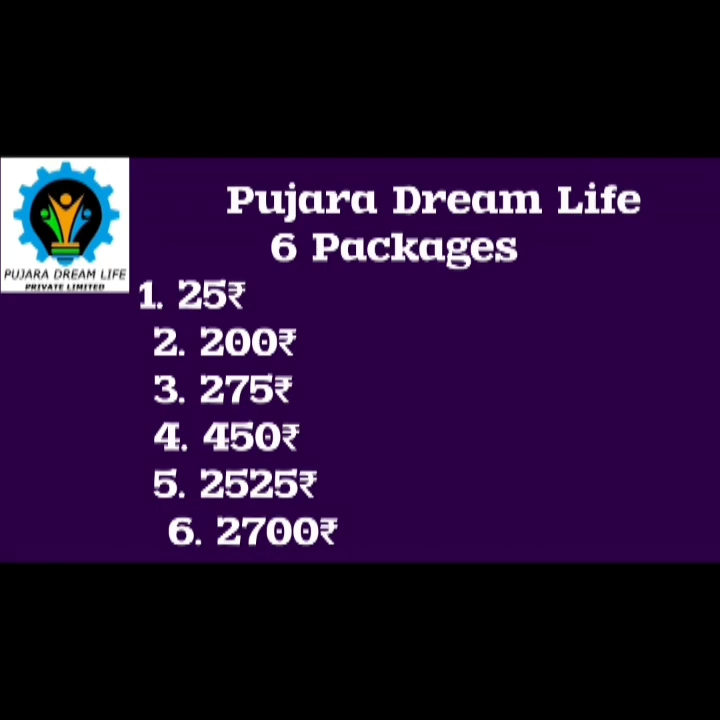 Pujara Dream Life
6 Packages
PUJARA DREAM LIFE
PRIVATE LIMITED
1. 25₹
2. 200₹
3. 275₹
4. 450₹
5. 2525₹
6. 2700₹